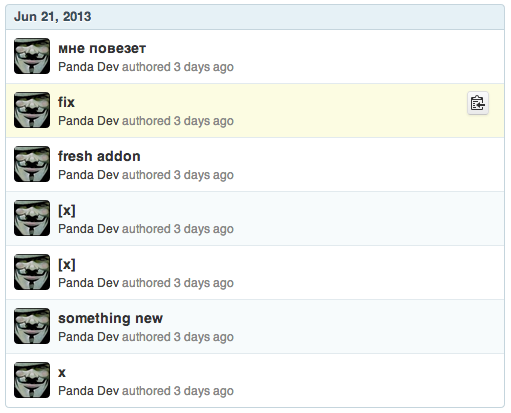 Jun 21, 2013
мне повезет
Panda Dev authored 3 days ago
fix
Panda Dev authored 3 days ago
fresh addon
Panda Dev authored 3 days ago
[x]
Panda Dev authored 3 days ago
[x]
Panda Dev authored 3 days ago
something new
Panda Dev authored 3 days ago
x
Panda Dev authored 3 days ago